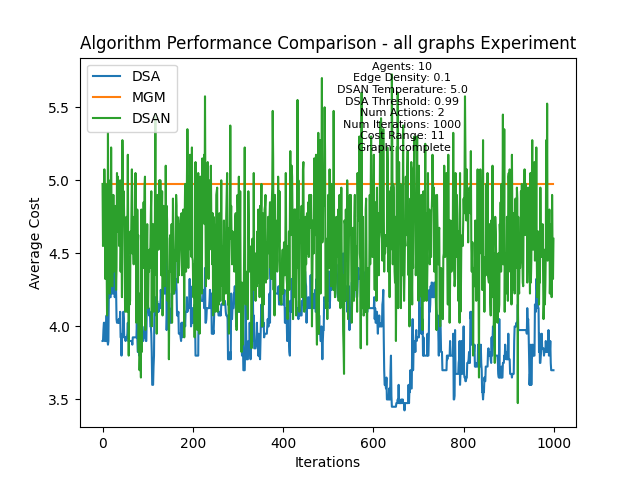 Algorithm Performance Comparison - all graphs Experiment
DSA
MGM
DSAN
Agents: 10
Edge Density: 0.1
DSAN Temperature: 5.0
DSA Threshold: 0.99
Num Actions: 2
Num Iterations: 1000
Cost Range: 11
Graph: complete
Average Cost
5.5
5.0
4.5
4.0
3.5
0 200 400 600 800 1000
Iterations